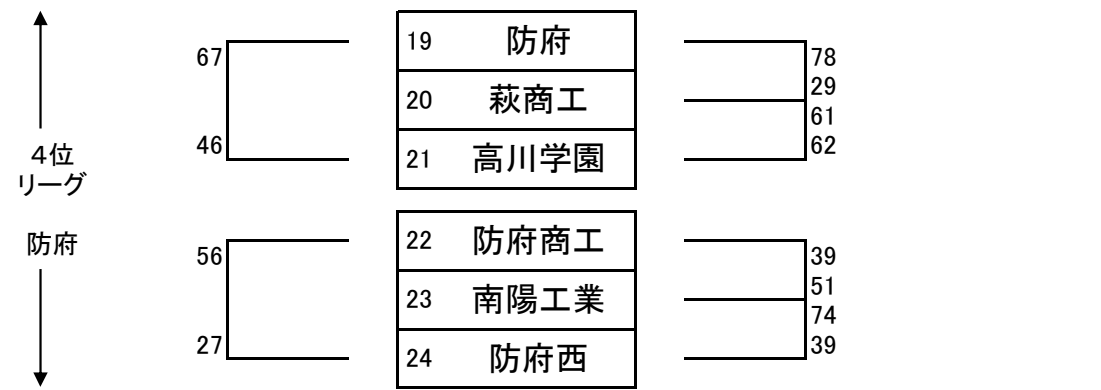 19 防府
67 78
20 萩商工 29
61
46 21 高川学園 62
４位
リーグ
防府
22 防府商工
56 39
23 南陽工業 51
74
27 24 防府西 39